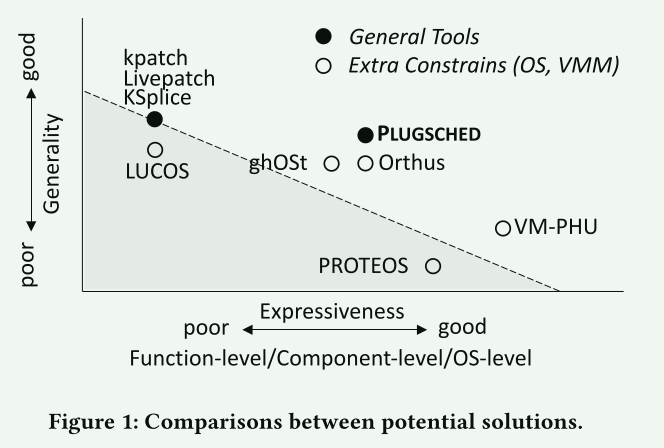 General Tools
Extra Constrains (OS, VMM)
good
Generality
poor
kpatch
Livepatch
KSplice
LUCOS
PLUGSCHED
ghOSt
Orthus
VM-PHU
PROTEOS
Expressiveness
poor
good
Function-level/Component-level/OS-level
Figure 1: Comparisons between potential solutions.